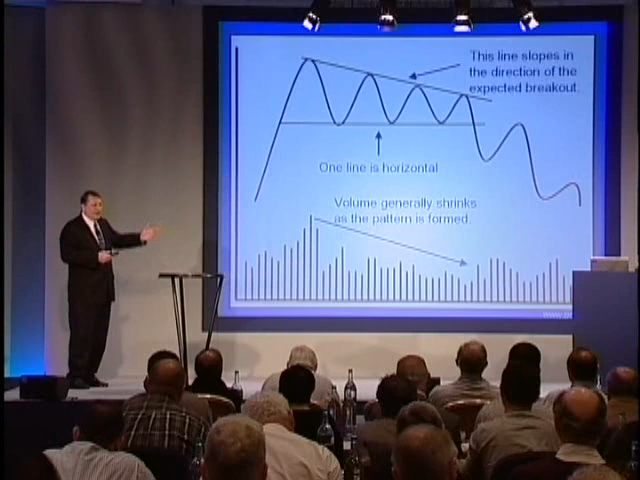 This line slopes in
the direction of the
expected breakout.
One line is horizontal
Volume generally shrinks
as the pattern is formed.